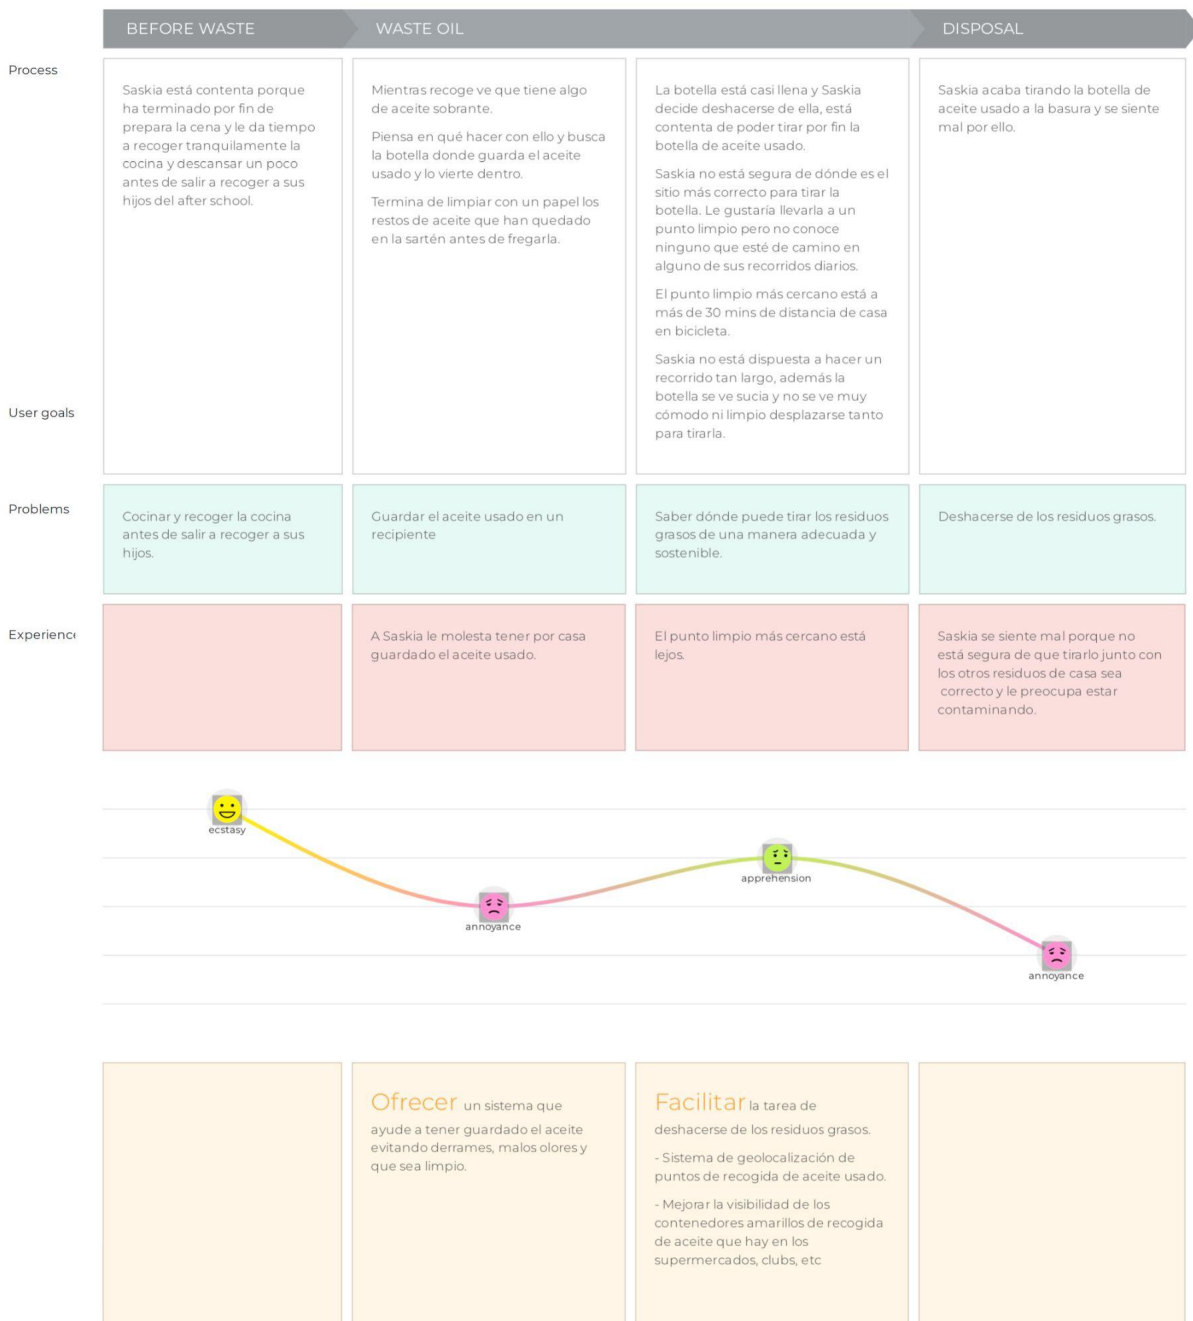 BEFORE WASTE
WASTE OIL
DISPOSAL
Process
Saskia está contenta porque
ha terminado por fin de
prepara la cena y le da tiempo
a recoger tranquilamente la
cocina y descansar un poco
antes de salir a recoger a sus
hijos del after school.
Mientras recoge ve que tiene algo
de aceite sobrante.
Piensa en qué hacer con ello y busca
la botella donde guarda el aceite
usado y lo vierte dentro.
Termina de limpiar con un papel los
restos de aceite que han quedado
en la sartén antes de fregarla.
La botella está casi llena y Saskia
decide deshacerse de ella, está
contenta de poder tirar por fin la
botella de aceite usado.
Saskia no está segura de dónde es el
sitio más correcto para tirar la
botella. Le gustaría llevarla a un
punto limpio pero no conoce
ninguno que esté de camino en
alguno de sus recorridos diarios.
El punto limpio más cercano está a
más de 30 mins de distancia de casa
en bicicleta.
Saskia no está dispuesta a hacer un
recorrido tan largo, además la
botella se ve sucia y no se ve muy
cómodo ni limpio desplazarse tanto
para tirarla.
Saskia acaba tirando la botella de
aceite usado a la basura y se siente
mal por ello.
User goals
Problems
Cocinar y recoger la cocina
antes de salir a recoger a sus
hijos.
Guardar el aceite usado en un
recipiente
Saber dónde puede tirar los residuos
grasos de una manera adecuada y
sostenible.
Deshacerse de los residuos grasos.
Experience
A Saskia le molesta tener por casa
guardado el aceite usado.
El punto limpio más cercano está
lejos.
Saskia se siente mal porque no
está segura de que tirarlo junto con
los otros residuos de casa sea
correcto y le preocupa estar
contaminando.
ecstasy
annoyance
apprehension
annoyance
Ofrecer un sistema que
ayude a tener guardado el aceite
evitando derrames, malos olores y
que sea limpio.
Facilitar la tarea de
deshacerse de los residuos grasos.
- Sistema de geolocalización de
puntos de recogida de aceite usado.
- Mejorar la visibilidad de los
contenedores amarillos de recogida
de aceite que hay en los
supermercados, clubs, etc